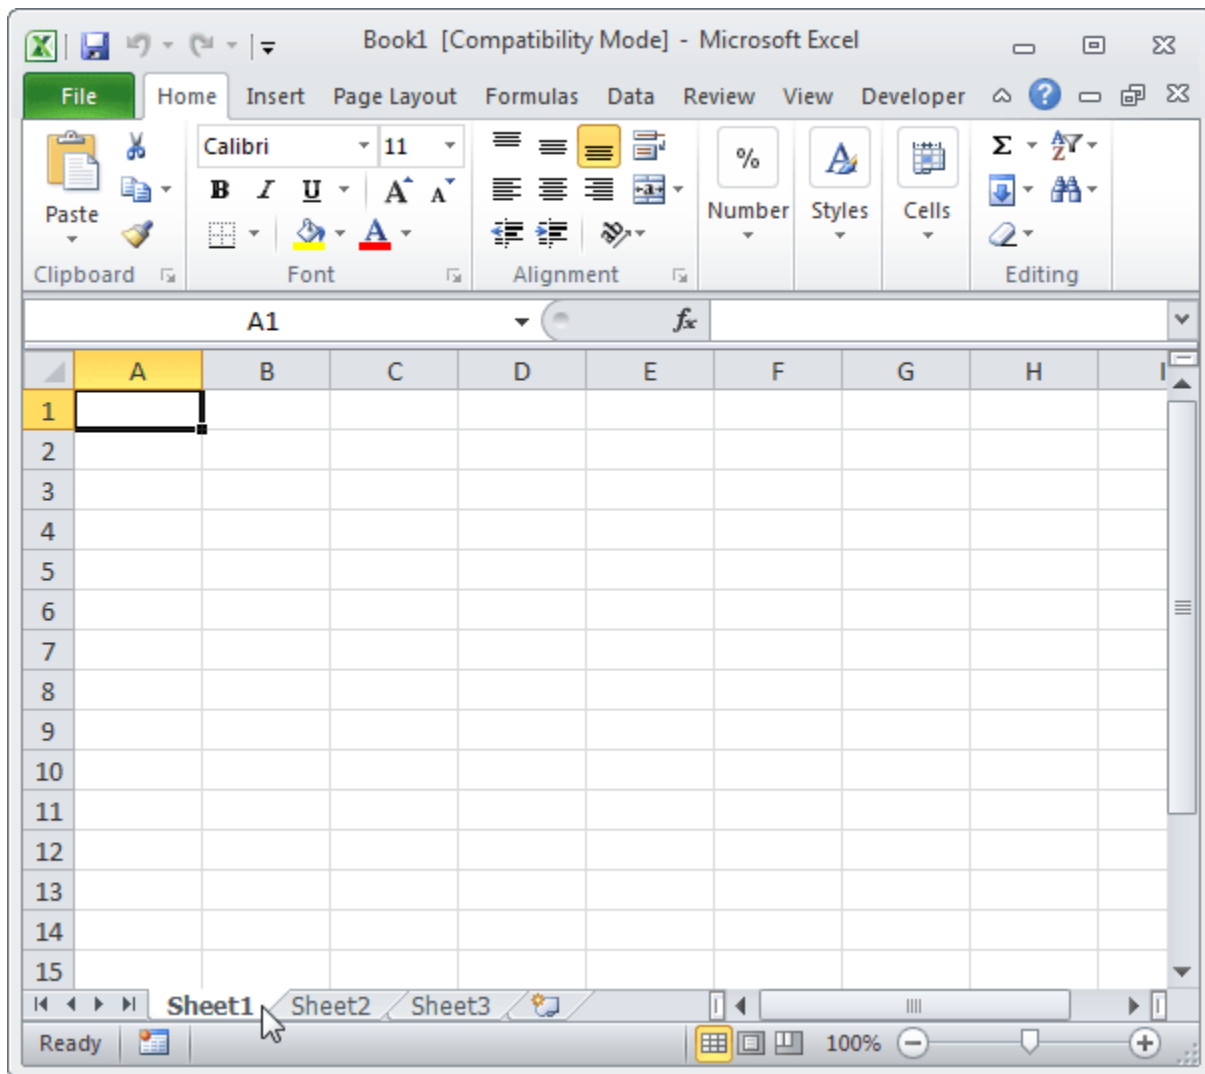 Book1 [Compatibility Mode] - Microsoft Excel
File Home Insert Page Layout Formulas Data Review View Developer
Calibri 11
B I U A A
Paste
A
% Number
Styles
Cells
Σ
Clipboard Font Alignment Editing
A1 fx
A B C D E F G H I
1
2
3
4
5
6
7
8
9
10
11
12
13
14
15
Sheet1 Sheet2 Sheet3
Ready 100%